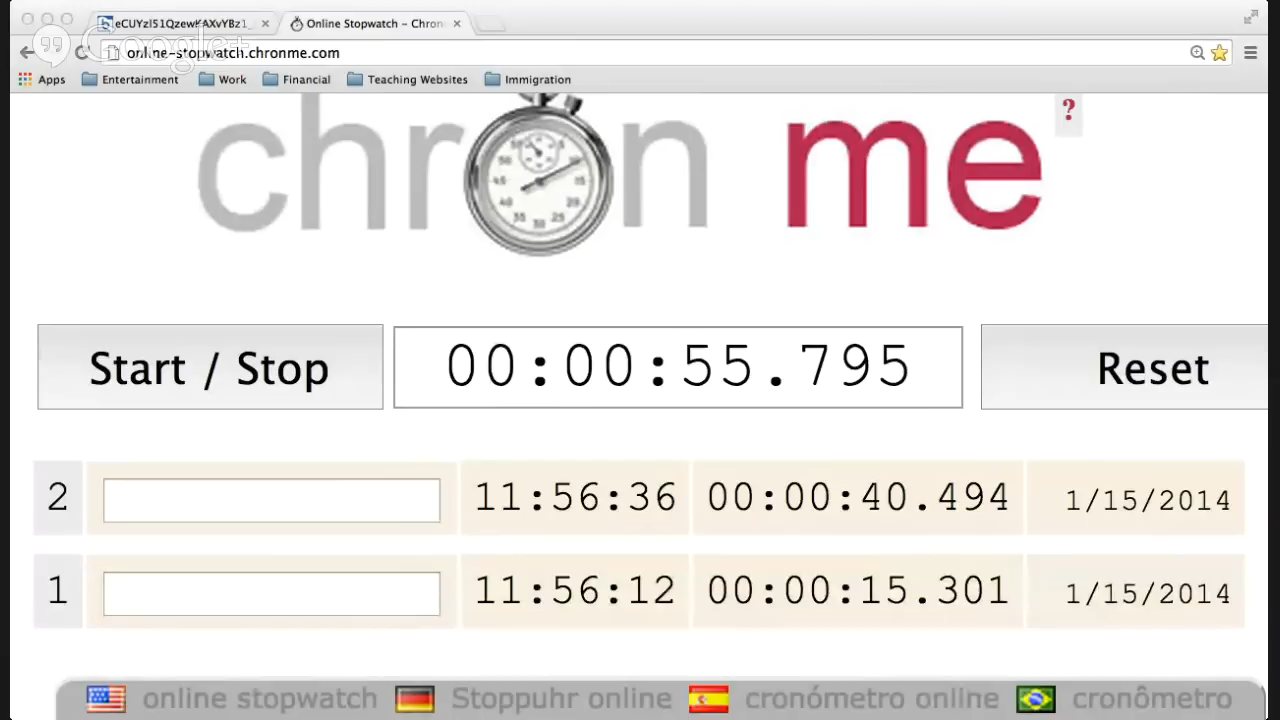 eCUYzl51QzewKAXvYBz1_ × Online Stopwatch – Chron ×
Google+
online-stopwatch.chronme.com
Apps Entertainment Work Financial Teaching Websites Immigration
chron me ?
Start / Stop 00:00:55.795 Reset
2 11:56:36 00:00:40.494 1/15/2014
1 11:56:12 00:00:15.301 1/15/2014
online stopwatch Stoppuhr online cronómetro online cronômetro